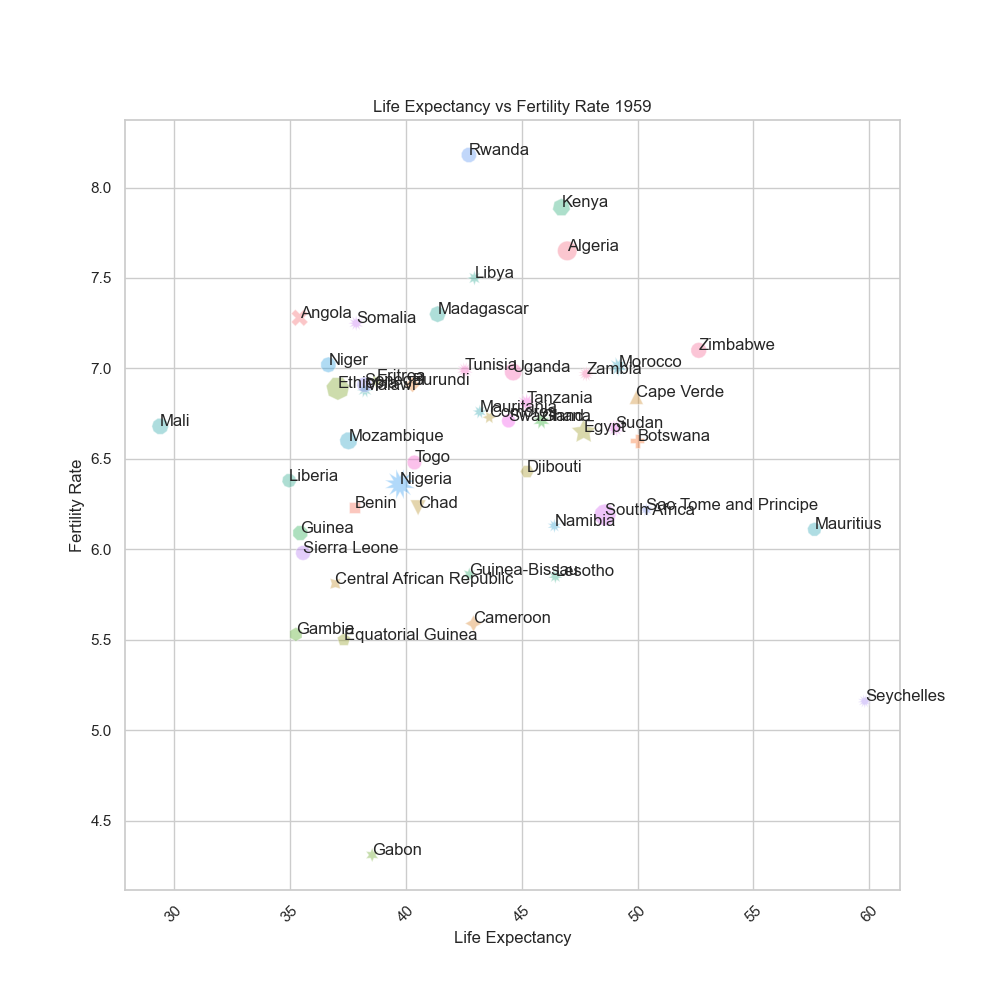 Life Expectancy vs Fertility Rate 1959
Rwanda
8.0
Kenya
Algeria
7.5
Libya
Madagascar
Angola
Somalia
Zimbabwe
Niger
Morocco
7.0
Tunisia
Uganda
Zambia
Eritrea
Ethiopia
Senegal
Burundi
Malawi
Cape Verde
Tanzania
Mauritania
Comoros
Swaziland
Ghana
Mali
Egypt
Sudan
Mozambique
Botswana
6.5
Togo
Djibouti
Liberia
Nigeria
Benin
Chad
South Africa
Sao Tome and Principe
Namibia
Mauritius
Guinea
6.0
Sierra Leone
Guinea-Bissau
Lesotho
Central African Republic
Cameroon
Gambia
Equatorial Guinea
5.5
Seychelles
5.0
4.5
Gabon
Fertility Rate
30
35
40
45
50
55
60
Life Expectancy